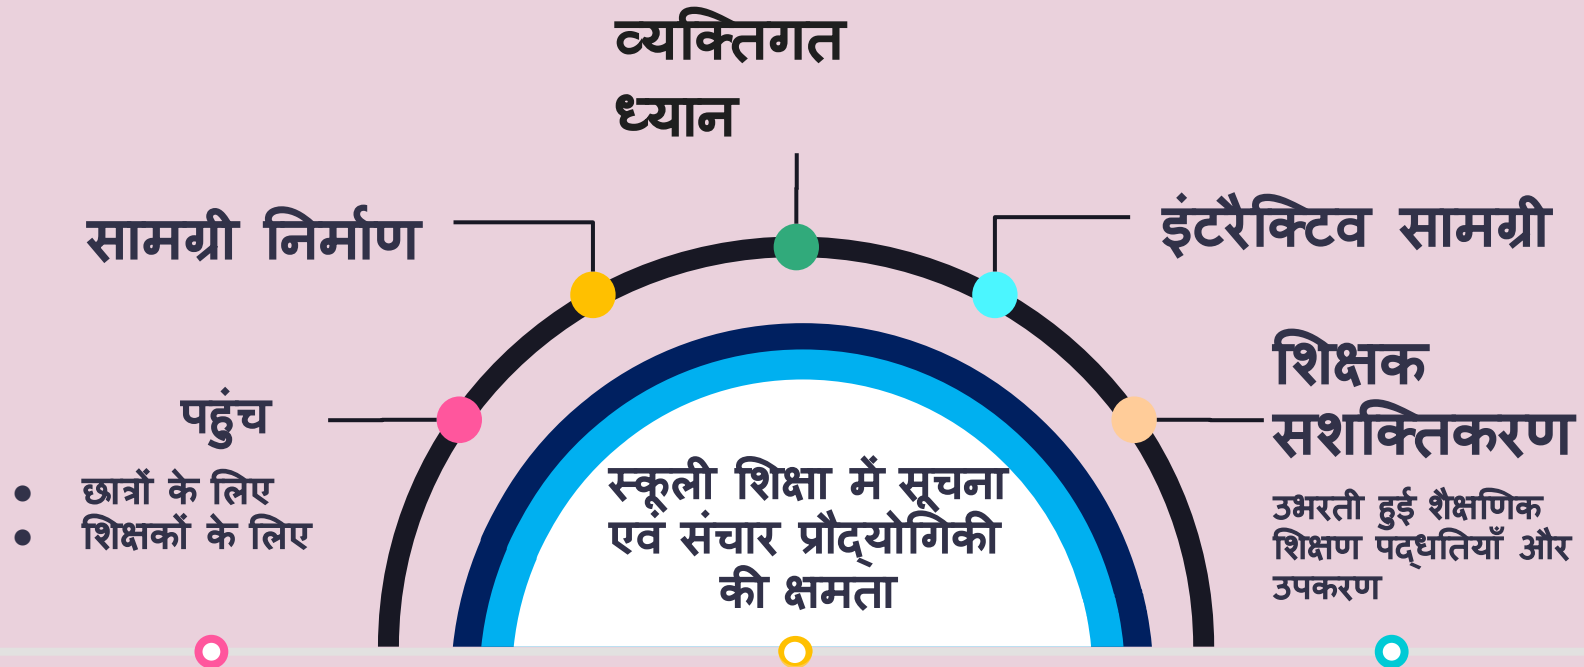 व्यक्तिगत
ध्यान
सामग्री निर्माण
इंटरैक्टिव सामग्री
पहुंच
• छात्रों के लिए
• शिक्षकों के लिए
शिक्षक
सशक्तिकरण
उभरती हुई शैक्षणिक
शिक्षण पद्धतियाँ और
उपकरण
स्कूली शिक्षा में सूचना
एवं संचार प्रौद्योगिकी
की क्षमता